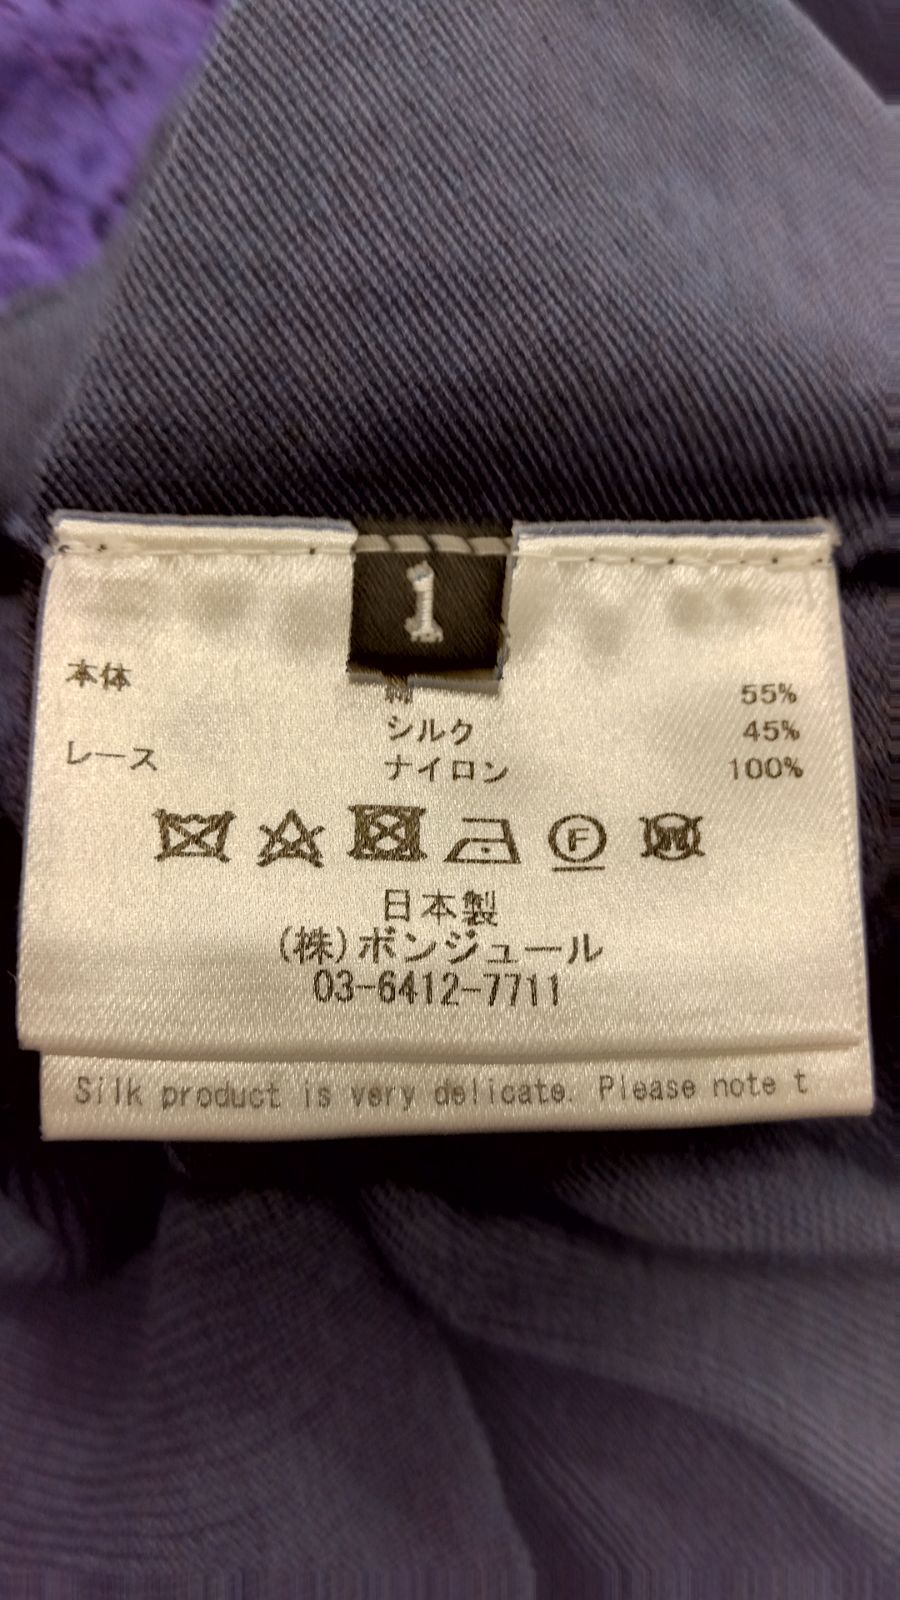 1
本体 55%
シルク 45%
レース ナイロン 100%
F
W
日本製
(株)ボンジュール
03-6412-7711
Silk product is very delicate. Please note t